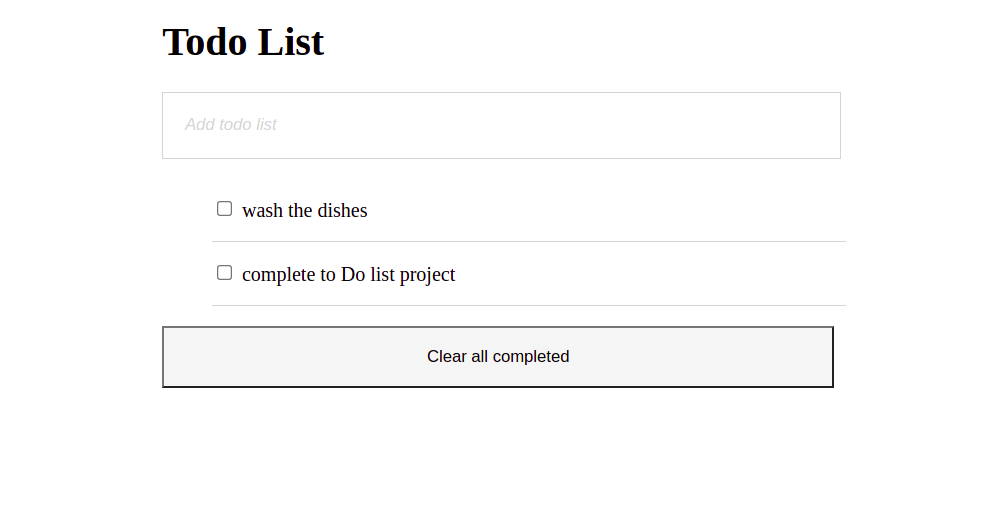 Todo List
Add todo list
wash the dishes
complete to Do list project
Clear all completed